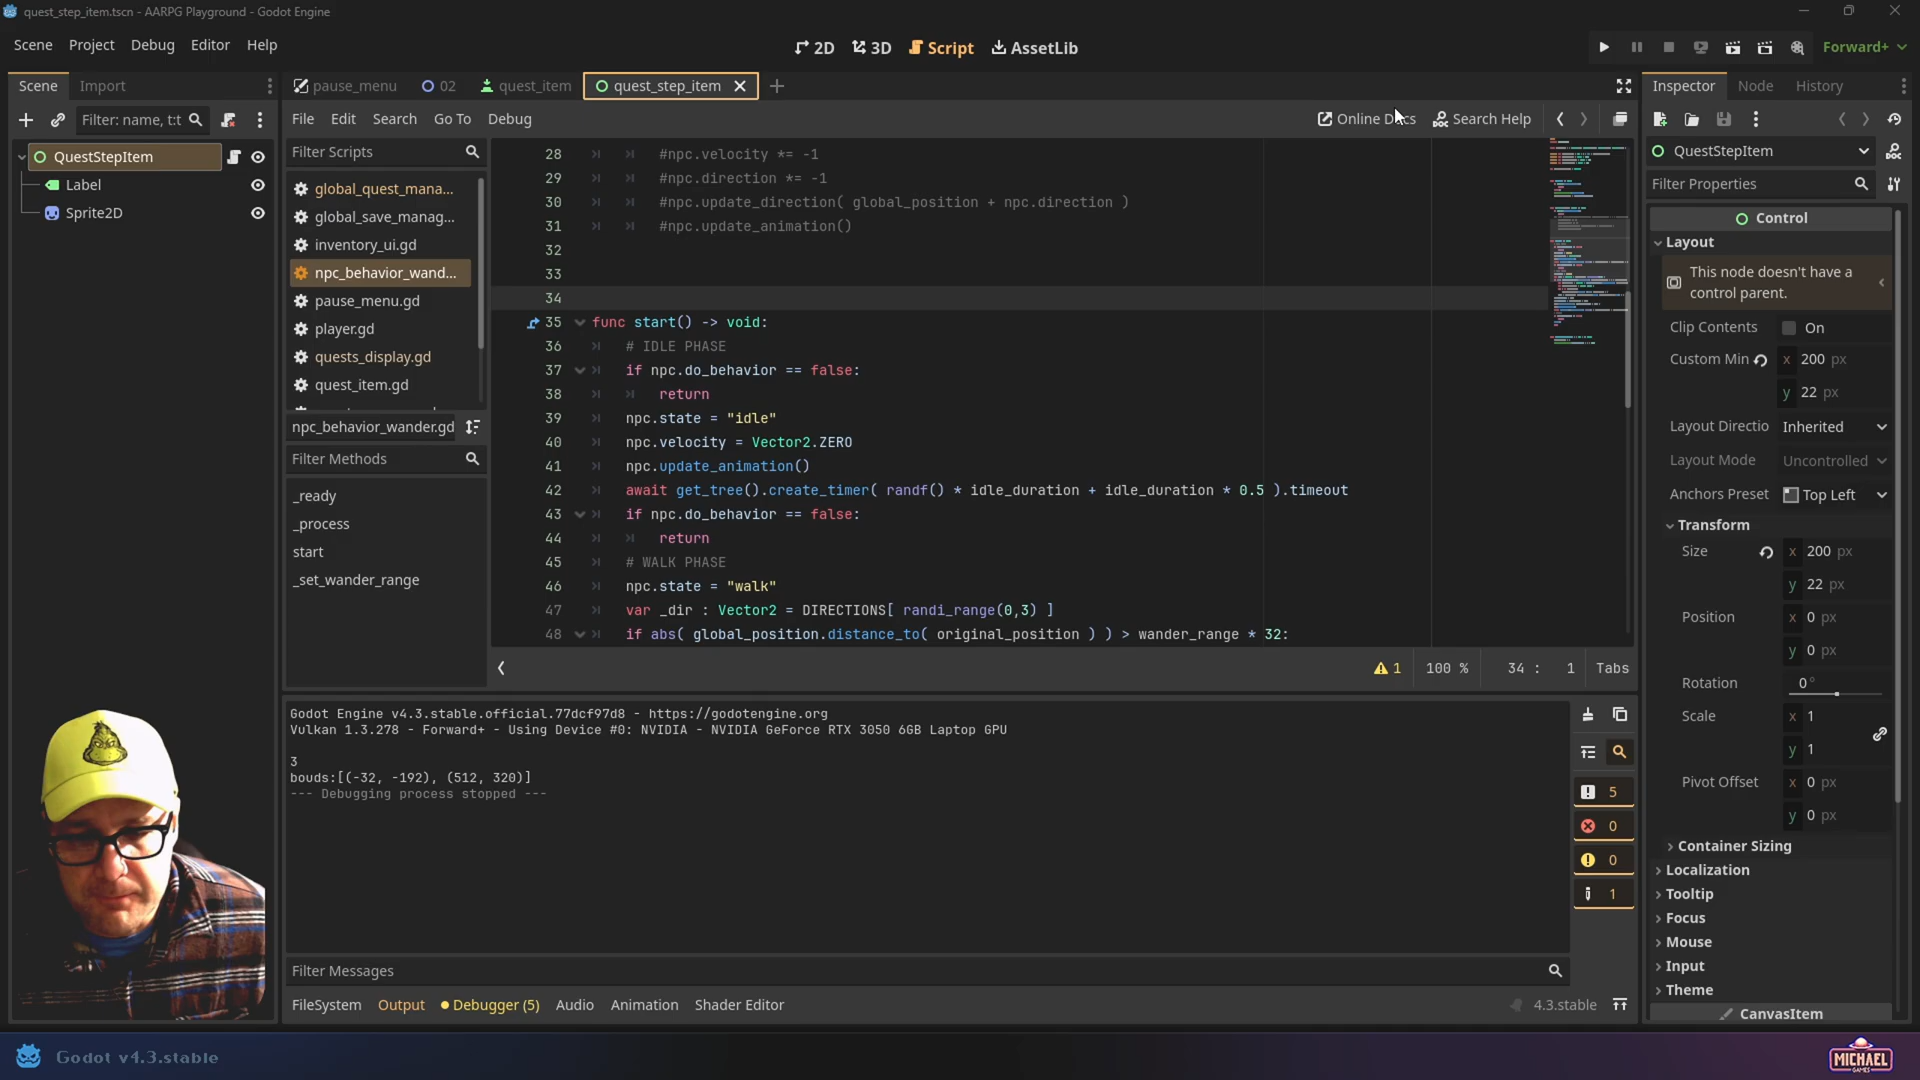 quest_step_item.tscn - AARPG Playground - Godot Engine
Scene Project Debug Editor Help
2D 3D Script AssetLib
Forward+
Scene Import
pause_menu 02 quest_item quest_step_item
Inspector Node History
Filter: name, t:t
File Edit Search Go To Debug
Online Docs Search Help
QuestStepItem
Label
Sprite2D
Filter Scripts
global_quest_mana...
global_save_manag...
inventory_ui.gd
npc_behavior_wand...
pause_menu.gd
player.gd
quests_display.gd
quest_item.gd
npc_behavior_wander.gd
Filter Methods
_ready
_process
start
_set_wander_range
28 #npc.velocity *= -1
29 #npc.direction *= -1
30 #npc.update_direction( global_position + npc.direction )
31 #npc.update_animation()
32
33
34
35 func start() -> void:
36 # IDLE PHASE
37 if npc.do_behavior == false:
38 return
39 npc.state = "idle"
40 npc.velocity = Vector2.ZERO
41 npc.update_animation()
42 await get_tree().create_timer( randf() * idle_duration + idle_duration * 0.5 ).timeout
43 if npc.do_behavior == false:
44 return
45 # WALK PHASE
46 npc.state = "walk"
47 var _dir : Vector2 = DIRECTIONS[ randi_range(0,3) ]
48 if abs( global_position.distance_to( original_position ) ) > wander_range * 32:
1 100 % 34 : 1 Tabs
Godot Engine v4.3.stable.official.77dcf97d8 - https://godotengine.org
Vulkan 1.3.278 - Forward+ - Using Device #0: NVIDIA - NVIDIA GeForce RTX 3050 6GB Laptop GPU
3
bouds:[(-32, -192), (512, 320)]
--- Debugging process stopped ---
5
0
0
1
Filter Messages
FileSystem Output Debugger (5) Audio Animation Shader Editor
4.3.stable
QuestStepItem
Filter Properties
Control
Layout
This node doesn't have a
control parent.
Clip Contents On
Custom Min x 200 px
y 22 px
Layout Directio Inherited
Layout Mode Uncontrolled
Anchors Preset Top Left
Transform
Size x 200 px
y 22 px
Position x 0 px
y 0 px
Rotation 0 °
Scale x 1
y 1
Pivot Offset x 0 px
y 0 px
Container Sizing
Localization
Tooltip
Focus
Mouse
Input
Theme
CanvasItem
Godot v4.3.stable
MICHAEL
GAMES